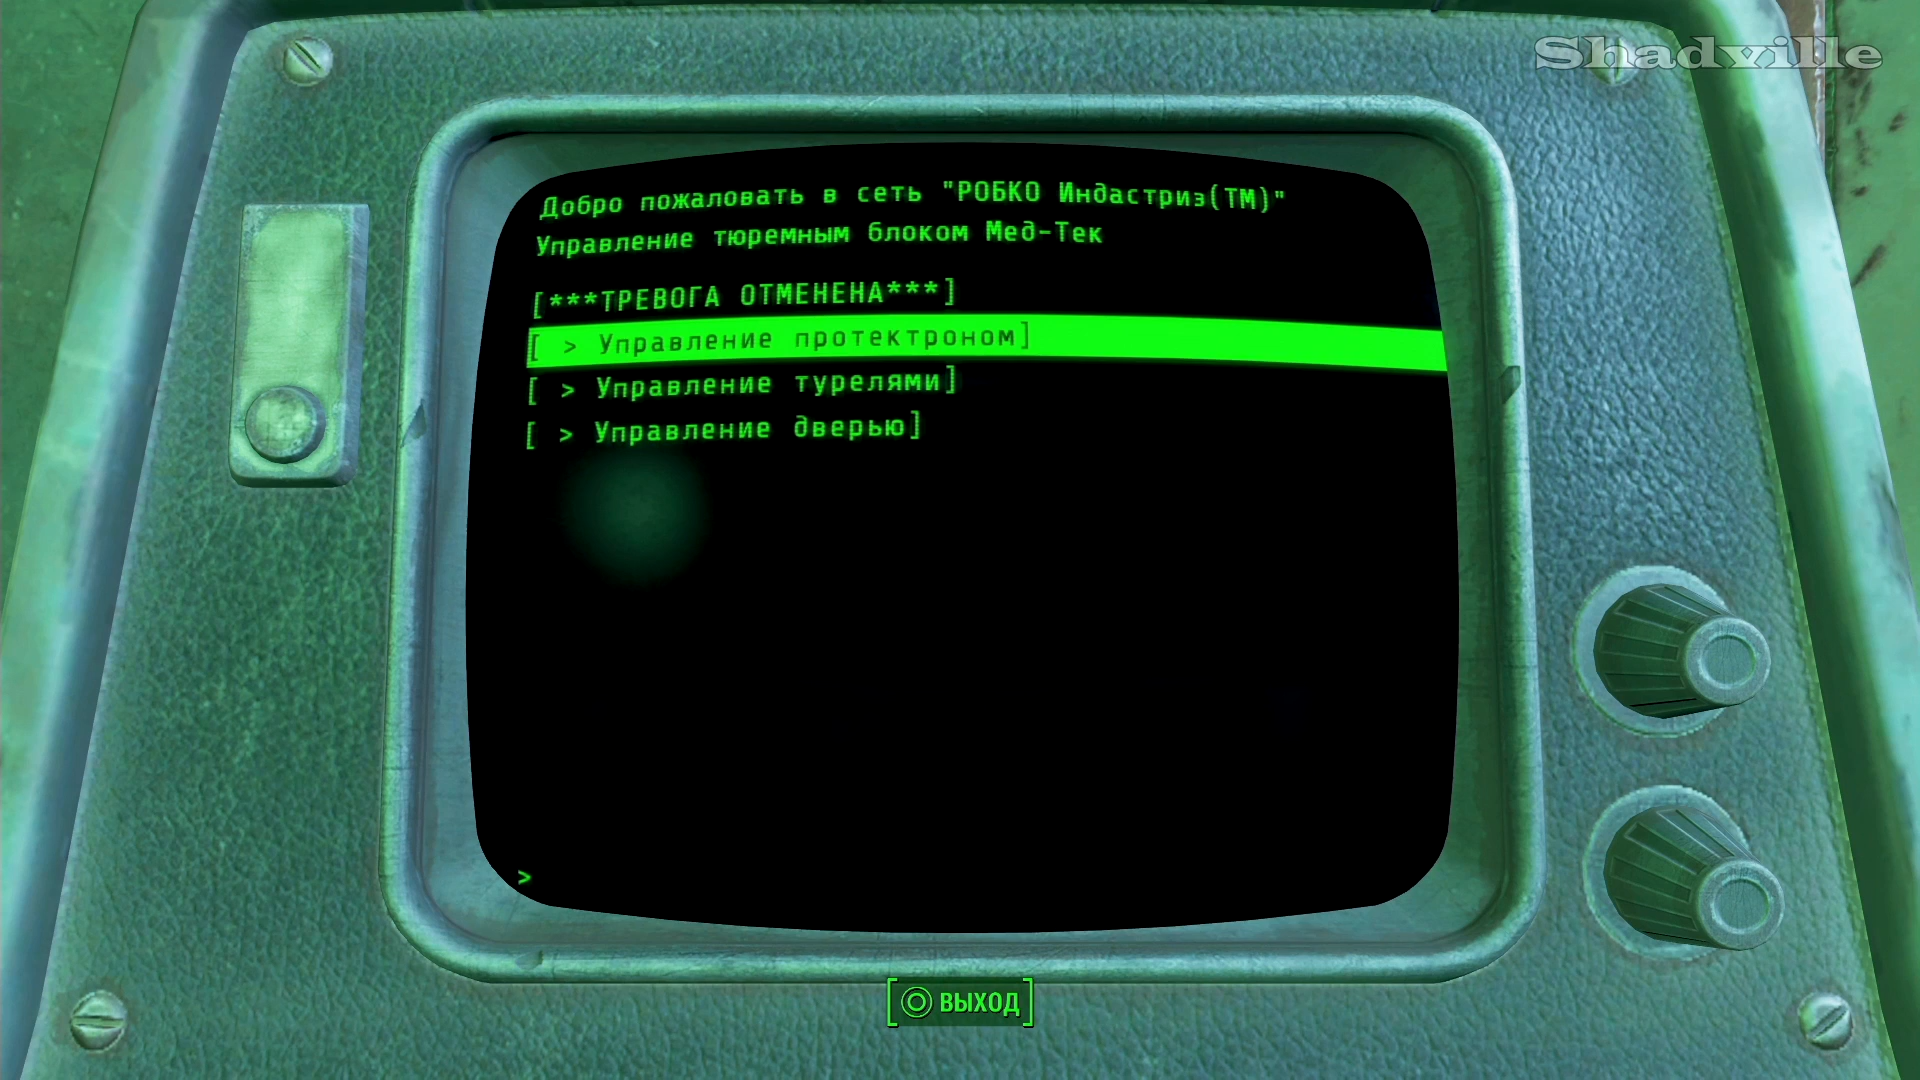 Shadville
Добро пожаловать в сеть "РОБКО Индастриз(ТМ)"
Управление тюремным блоком Мед-Тек
[***ТРЕВОГА ОТМЕНЕНА***]
[ > Управление протектроном]
[ > Управление турелями]
[ > Управление дверью]
>
[ВЫХОД]